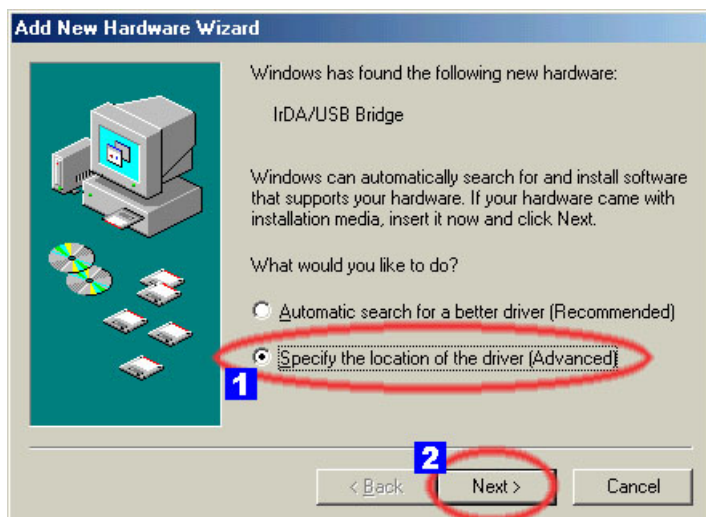 Add New Hardware Wizard
Windows has found the following new hardware:
IrDA/USB Bridge
Windows can automatically search for and install software
that supports your hardware. If your hardware came with
installation media, insert it now and click Next.
What would you like to do?
Automatic search for a better driver (Recommended)
Specify the location of the driver (Advanced)
1
2
< Back
Next >
Cancel